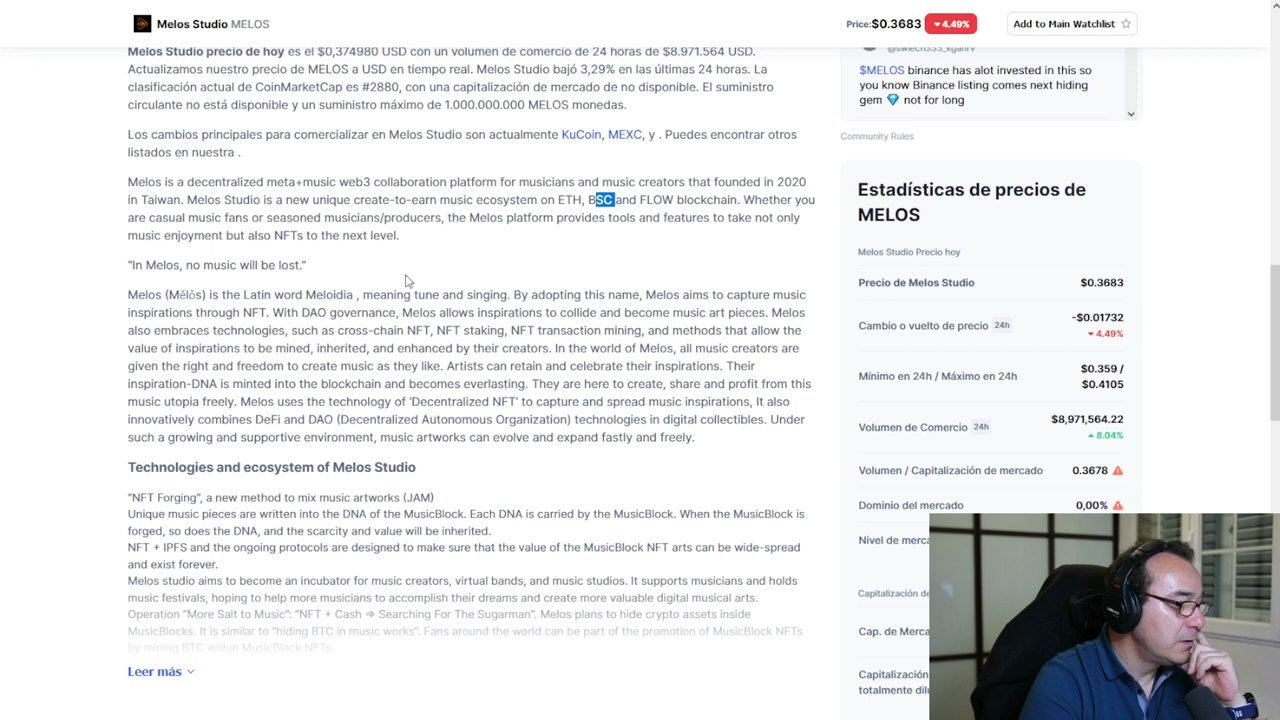 Melos Studio MELOS
Price:$0.3683 4.49%
Add to Main Watchlist
Melos Studio precio de hoy es el $0,374980 USD con un volumen de comercio de 24 horas de $8.971.564 USD.
Actualizamos nuestro precio de MELOS a USD en tiempo real. Melos Studio bajó 3,29% en las últimas 24 horas. La
clasificación actual de CoinMarketCap es #2880, con una capitalización de mercado de no disponible. El suministro
circulante no está disponible y un suministro máximo de 1.000.000.000 MELOS monedas.
Los cambios principales para comercializar en Melos Studio son actualmente KuCoin, MEXC, y . Puedes encontrar otros
listados en nuestra .
Melos is a decentralized meta+music web3 collaboration platform for musicians and music creators that founded in 2020
in Taiwan. Melos Studio is a new unique create-to-earn music ecosystem on ETH, BSC and FLOW blockchain. Whether you
are casual music fans or seasoned musicians/producers, the Melos platform provides tools and features to take not only
music enjoyment but also NFTs to the next level.
“In Melos, no music will be lost.”
Melos (Mělǒs) is the Latin word Meloidia , meaning tune and singing. By adopting this name, Melos aims to capture music
inspirations through NFT. With DAO governance, Melos allows inspirations to collide and become music art pieces. Melos
also embraces technologies, such as cross-chain NFT, NFT staking, NFT transaction mining, and methods that allow the
value of inspirations to be mined, inherited, and enhanced by their creators. In the world of Melos, all music creators are
given the right and freedom to create music as they like. Artists can retain and celebrate their inspirations. Their
inspiration-DNA is minted into the blockchain and becomes everlasting. They are here to create, share and profit from this
music utopia freely. Melos uses the technology of ‘Decentralized NFT’ to capture and spread music inspirations, It also
innovatively combines DeFi and DAO (Decentralized Autonomous Organization) technologies in digital collectibles. Under
such a growing and supportive environment, music artworks can evolve and expand fastly and freely.
Technologies and ecosystem of Melos Studio
“NFT Forging”, a new method to mix music artworks (JAM)
Unique music pieces are written into the DNA of the MusicBlock. Each DNA is carried by the MusicBlock. When the MusicBlock is
forged, so does the DNA, and the scarcity and value will be inherited.
NFT + IPFS and the ongoing protocols are designed to make sure that the value of the MusicBlock NFT arts can be wide-spread
and exist forever.
Melos studio aims to become an incubator for music creators, virtual bands, and music studios. It supports musicians and holds
music festivals, hoping to help more musicians to accomplish their dreams and create more valuable digital musical arts.
Operation “More Salt to Music”: “NFT + Cash ⇒ Searching For The Sugarman”. Melos plans to hide crypto assets inside
MusicBlocks. It is similar to “hiding BTC in music works”. Fans around the world can be part of the promotion of MusicBlock NFTs
by mining BTC within MusicBlock NFTs.
Leer más
$MELOS binance has alot invested in this so
you know Binance listing comes next hiding
gem 💎 not for long
Community Rules
Estadísticas de precios de
MELOS
Melos Studio Precio hoy
Precio de Melos Studio $0.3683
Cambio o vuelto de precio 24h -$0.01732
4.49%
Mínimo en 24h / Máximo en 24h $0.359 /
$0.4105
Volumen de Comercio 24h $8,971,564.22
8.04%
Volumen / Capitalización de mercado 0.3678
Dominio del mercado 0,00%
Nivel de merca
Capitalización de
Cap. de Merca
Capitalización
totalmente dilu